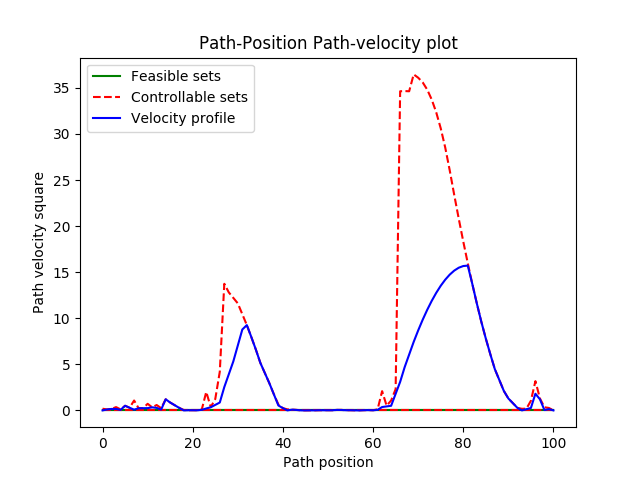 Path-Position Path-velocity plot
Feasible sets
Controllable sets
Velocity profile
35
30
25
20
15
10
5
0
Path velocity square
0 20 40 60 80 100
Path position